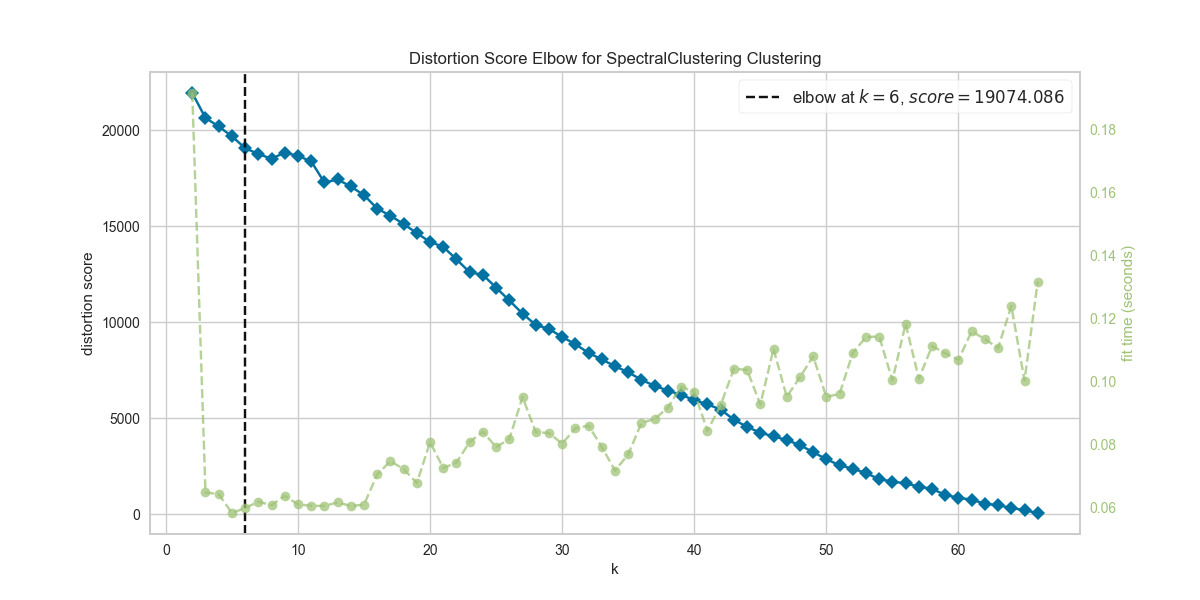 Distortion Score Elbow for SpectralClustering Clustering
elbow at k = 6, score = 19074.086
distortion score
20000
15000
10000
5000
0
0.18
0.16
0.14
0.12
0.10
0.08
0.06
fit time (seconds)
0 10 20 30 40 50 60
k